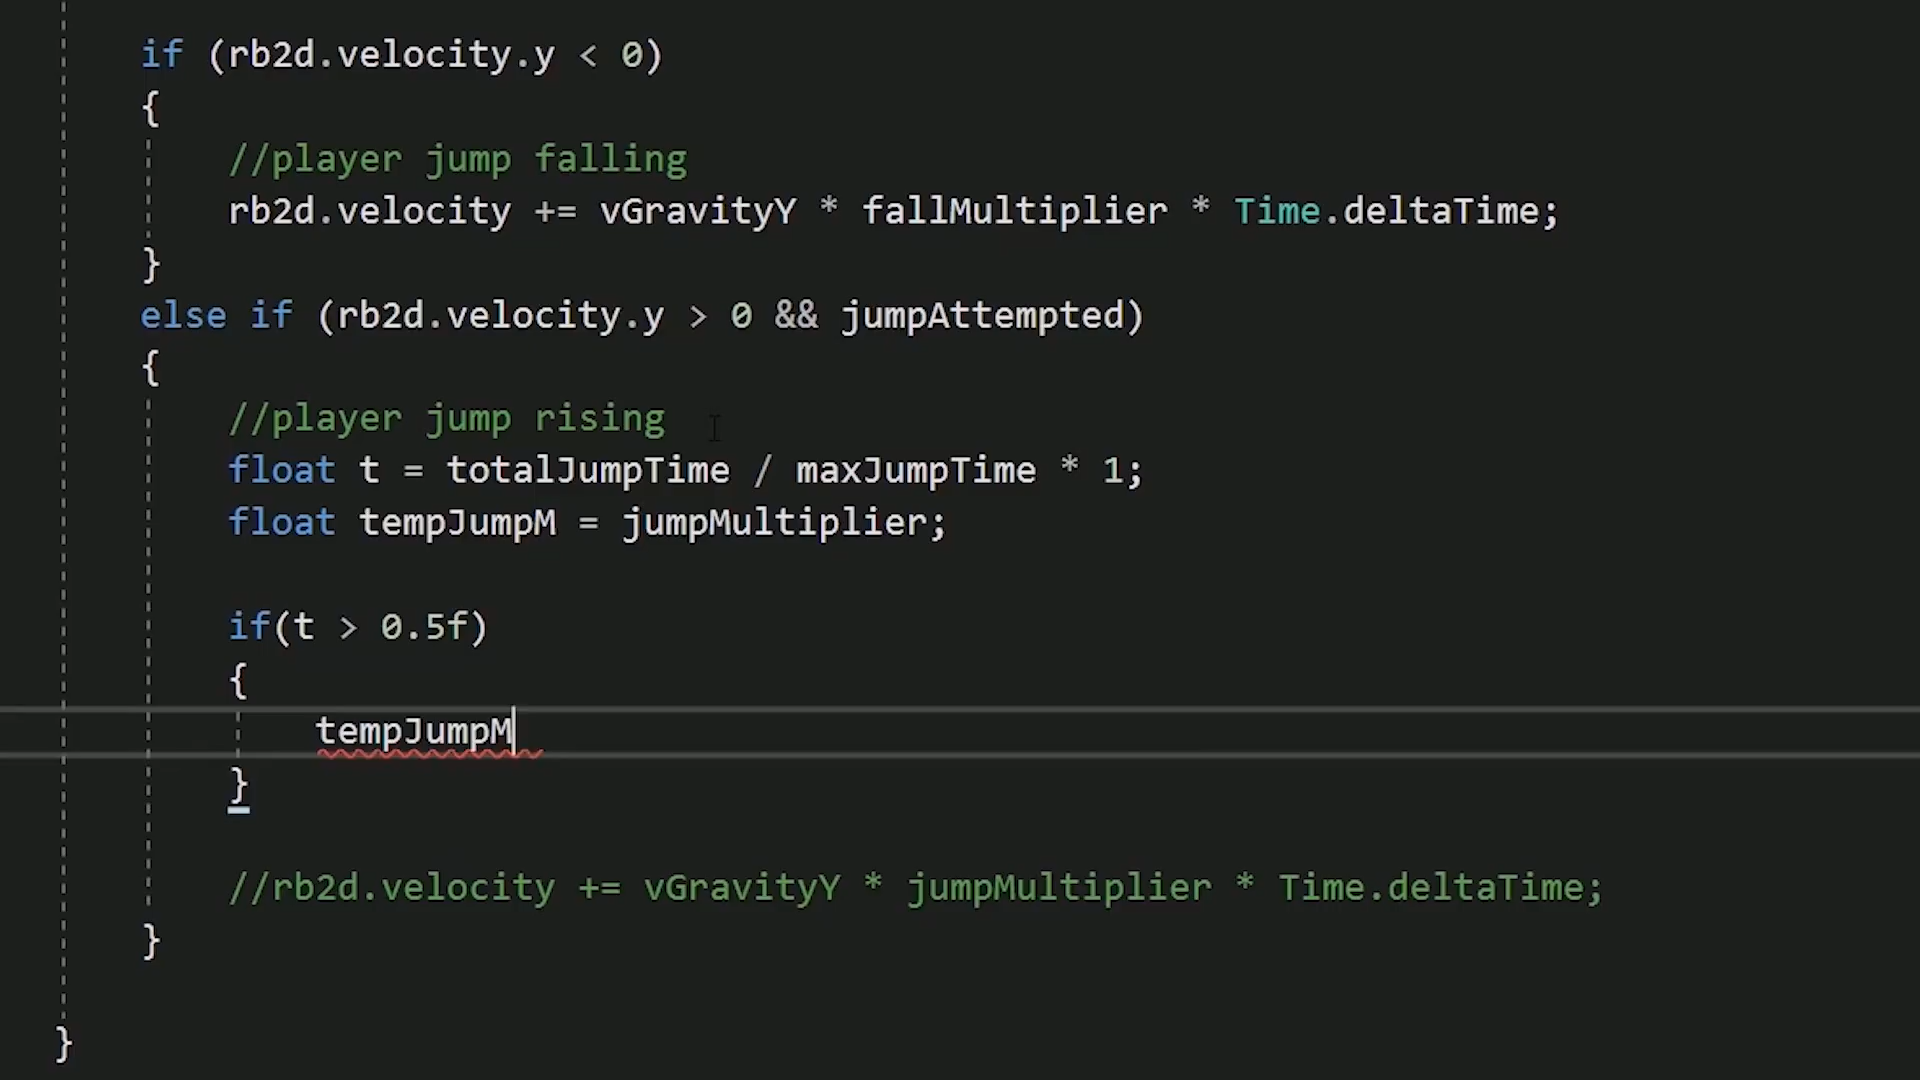 if (rb2d.velocity.y < 0)
{
//player jump falling
rb2d.velocity += vGravityY * fallMultiplier * Time.deltaTime;
}
else if (rb2d.velocity.y > 0 && jumpAttempted)
{
//player jump rising
float t = totalJumpTime / maxJumpTime * 1;
float tempJumpM = jumpMultiplier;
if(t > 0.5f)
{
tempJumpM
}
//rb2d.velocity += vGravityY * jumpMultiplier * Time.deltaTime;
}
}